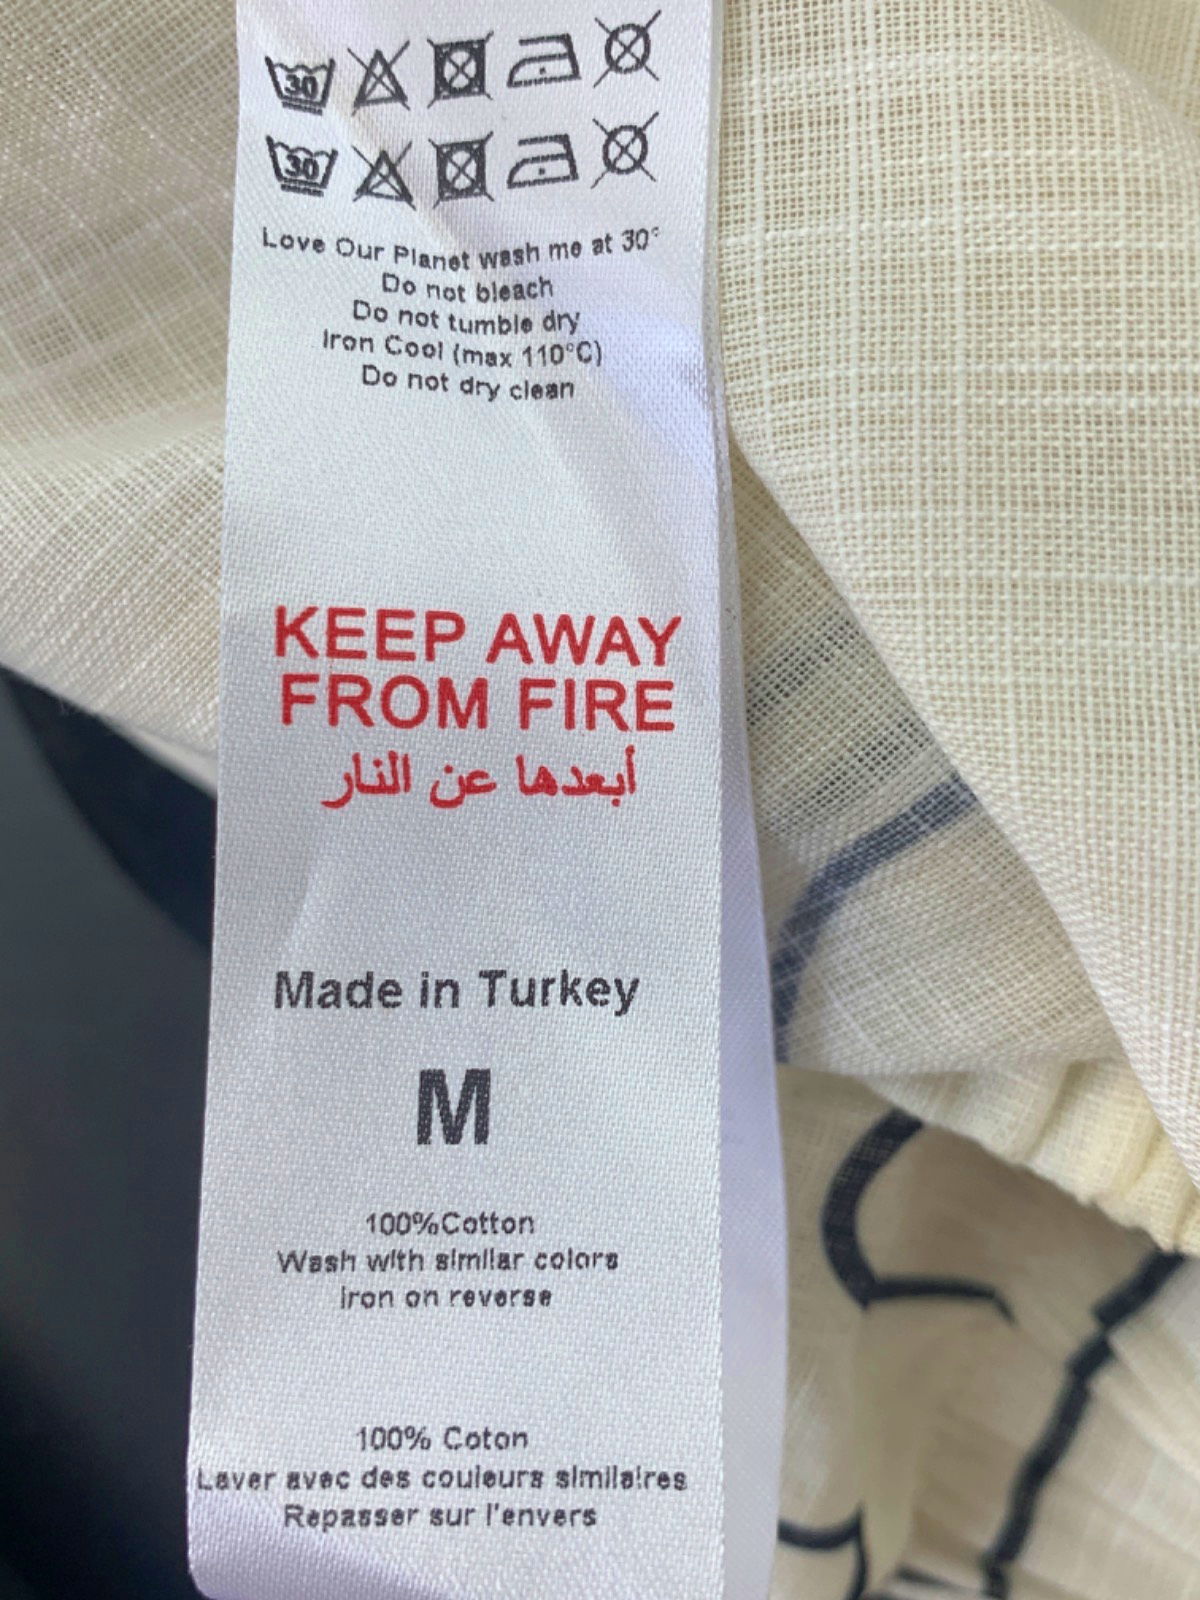 30
30
Love Our Planet wash me at 30°
Do not bleach
Do not tumble dry
Iron Cool (max 110°C)
Do not dry clean
KEEP AWAY
FROM FIRE
أبعدها عن النار
Made in Turkey
M
100%Cotton
Wash with similar colors
iron on reverse
100% Coton
Laver avec des couleurs similaires
Repasser sur l'envers